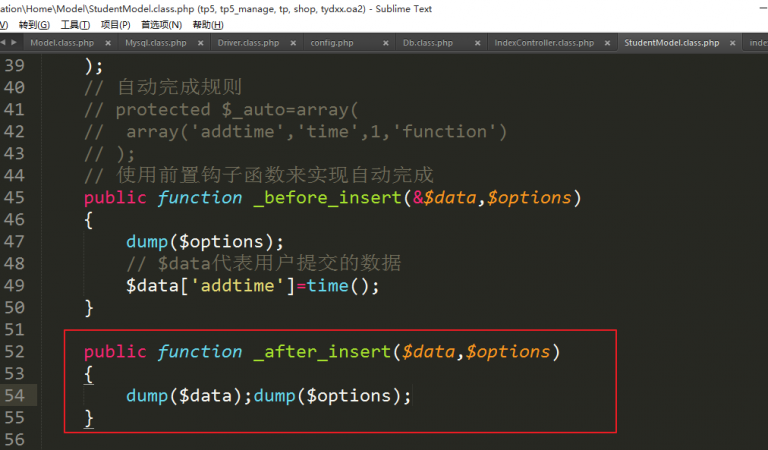 ation\Home\Model\StudentModel.class.php (tp5, tp5_manage, tp, shop, tydxx.oa2) - Sublime Text
V) 转到(G) 工具(T) 项目(P) 首选项(N) 帮助(H)
Model.class.php × Mysql.class.php × Driver.class.php × config.php × Db.class.php × IndexController.class.php × StudentModel.class.php × index
39 );
40 // 自动完成规则
41 // protected $_auto=array(
42 // array('addtime','time',1,'function')
43 // );
44 // 使用前置钩子函数来实现自动完成
45 public function _before_insert(&$data,$options)
46 {
47 dump($options);
48 // $data代表用户提交的数据
49 $data['addtime']=time();
50 }
51
52 public function _after_insert($data,$options)
53 {
54 dump($data);dump($options);
55 }
56